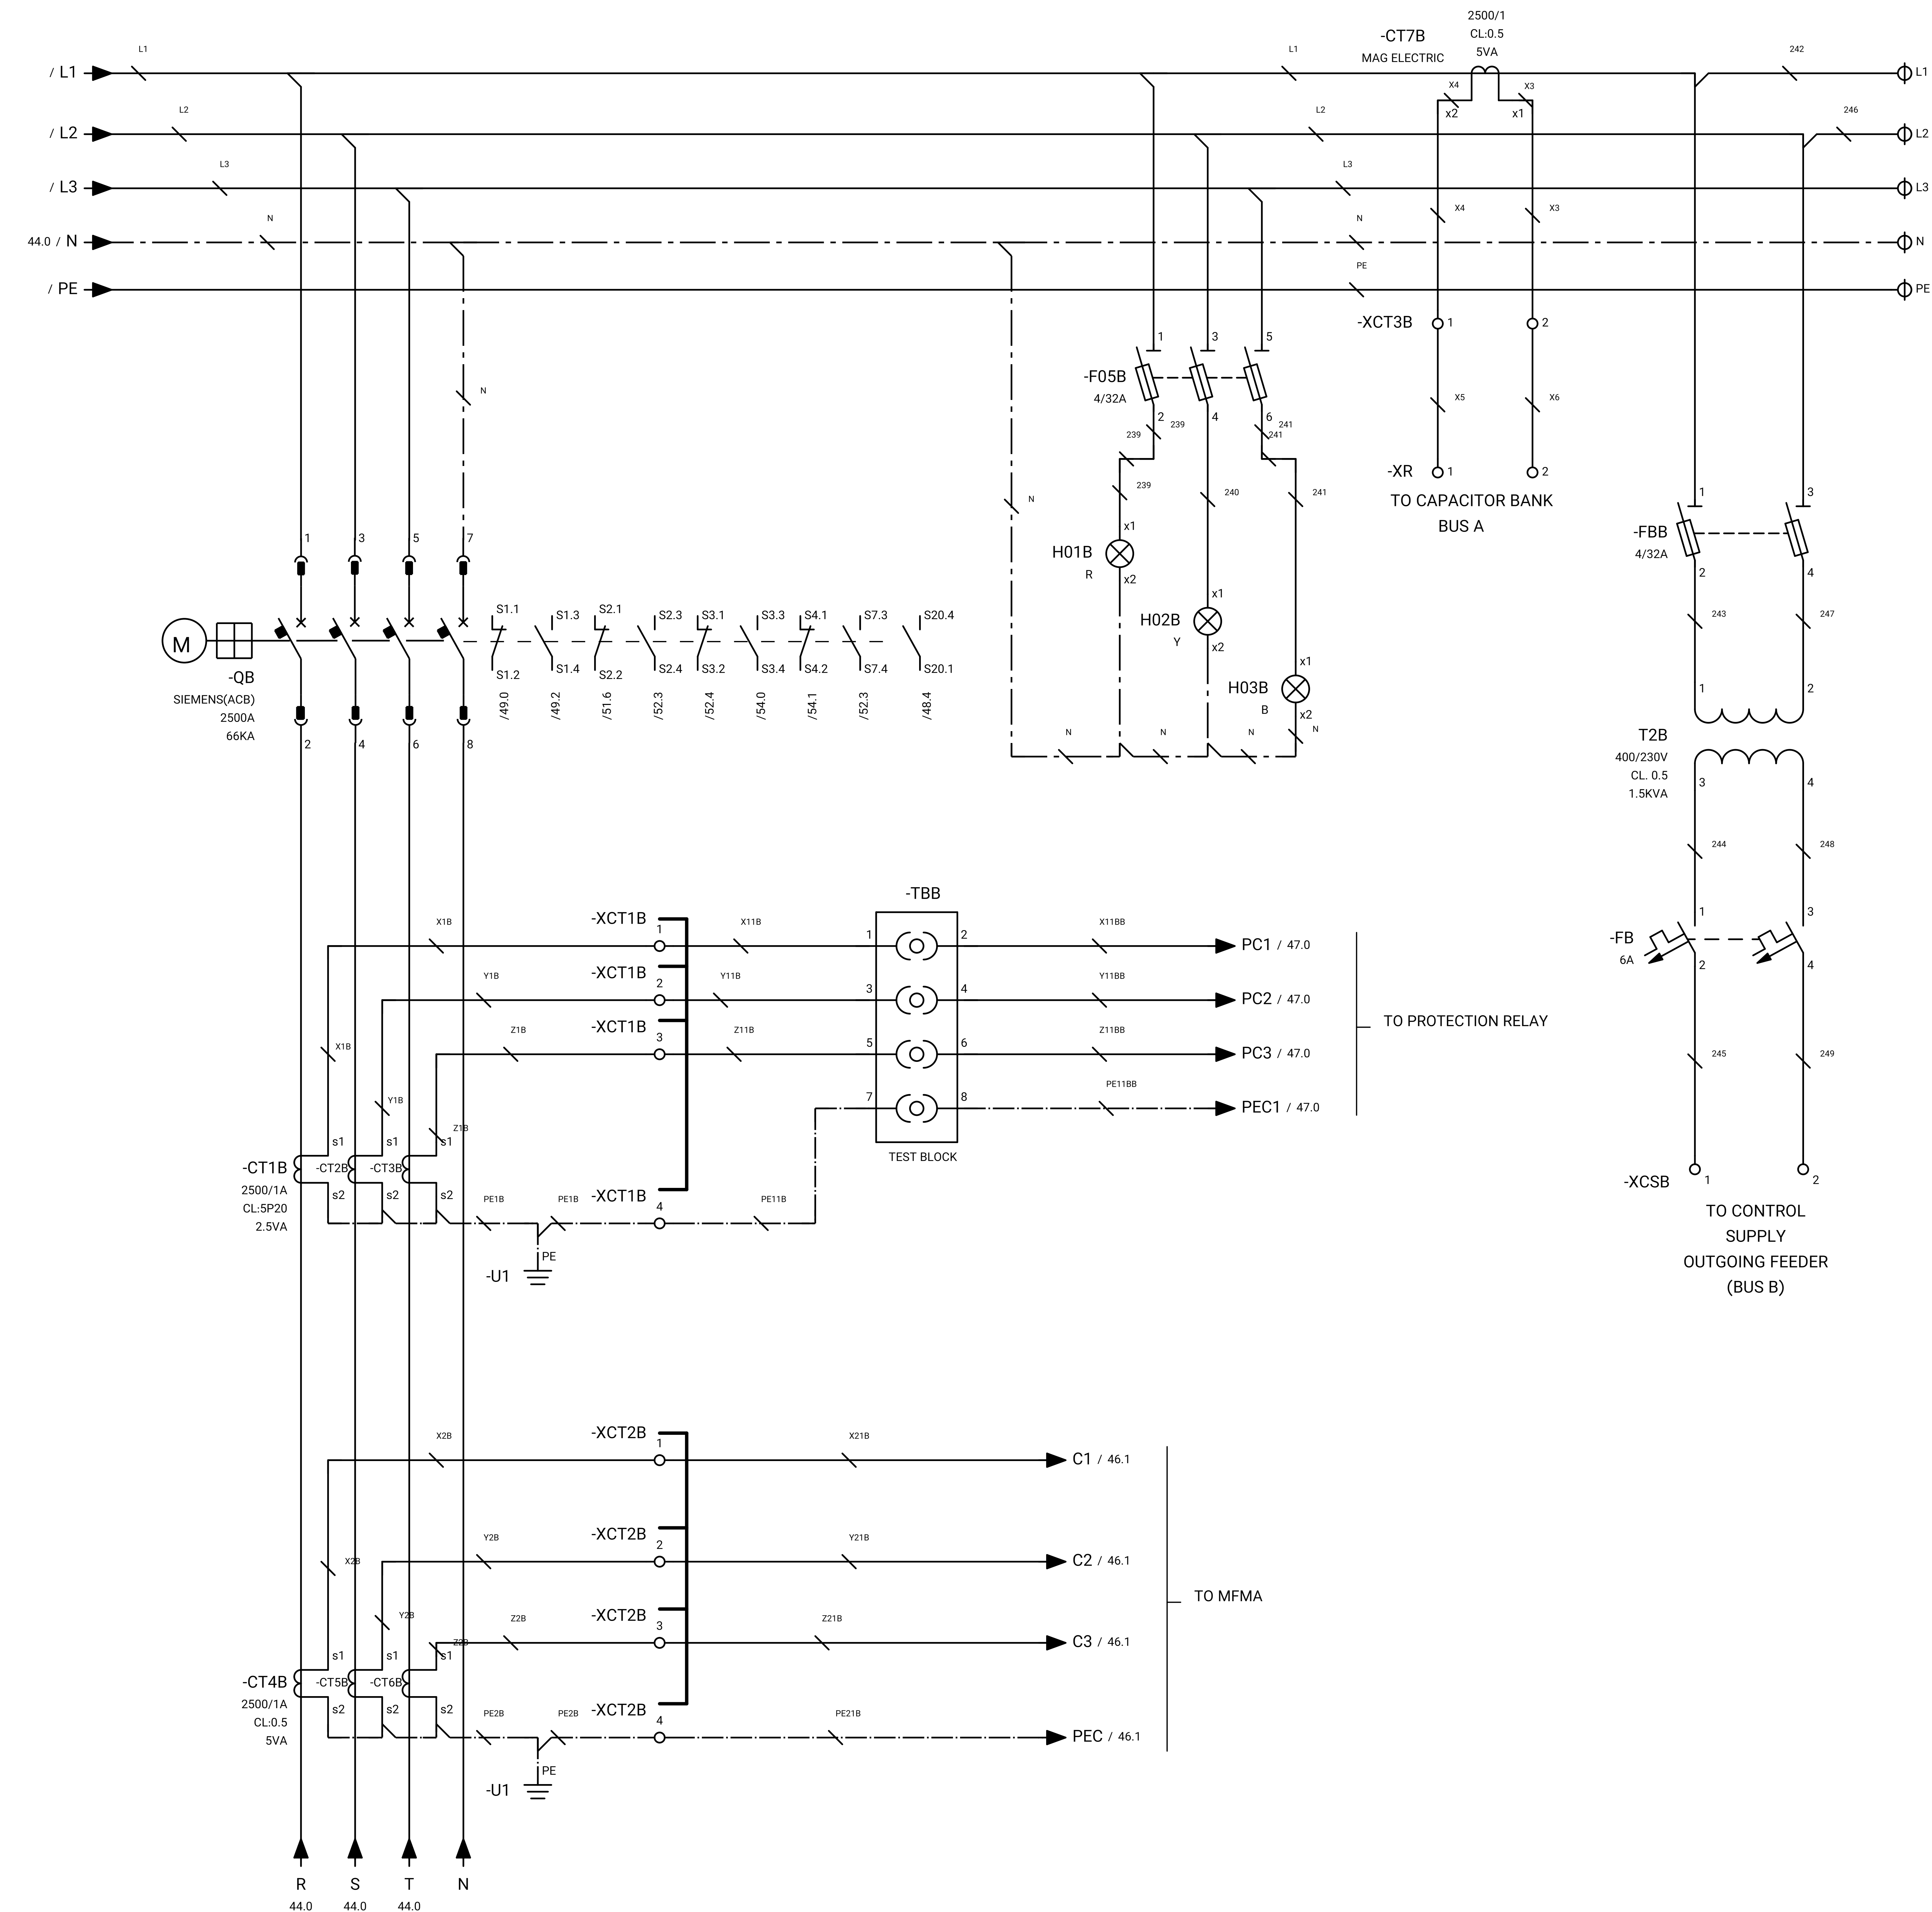 2500/1
-CT7B
CL:0.5
MAG ELECTRIC
5VA
L1
L1
242
/ L1
L1
X4
X3
x2
x1
L2
L2
246
/ L2
L2
L3
L3
/ L3
L3
N
X4
X3
N
44.0 / N
N
PE
/ PE
PE
-XCT3B
1
2
1
3
5
-F05B
4/32A
N
X5
X6
2
4
6
239
239
241
241
-XR
1
2
239
240
241
N
TO CAPACITOR BANK
BUS A
1
3
x1
-FBB
4/32A
H01B
R
x2
2
4
1
3
5
7
x1
H02B
Y
x2
243
247
S1.1
S1.3
S2.1
S2.3
S3.1
S3.3
S4.1
S7.3
S20.4
M
S1.2
S1.4
S2.2
S2.4
S3.2
S3.4
S4.2
S7.4
S20.1
-QB
SIEMENS(ACB)
2500A
66KA
/49.0
/49.2
/51.6
/52.3
/52.4
/54.0
/54.1
/52.3
/48.4
x1
H03B
B
x2
N
1
2
2
4
6
8
N
N
N
T2B
400/230V
CL. 0.5
1.5KVA
3
4
244
248
-TBB
-XCT1B
1
X1B
X11B
1
2
X11BB
PC1 / 47.0
1
3
-FB
6A
2
4
-XCT1B
2
Y1B
Y11B
3
4
Y11BB
PC2 / 47.0
-XCT1B
3
Z1B
Z11B
5
6
Z11BB
PC3 / 47.0
TO PROTECTION RELAY
X1B
245
249
Y1B
7
8
PE11BB
PEC1 / 47.0
Z1B
s1
s1
s1
TEST BLOCK
-CT1B
-CT2B
-CT3B
2500/1A
CL:5P20
2.5VA
s2
s2
s2
PE1B
PE1B
-XCT1B
4
PE11B
-XCSB
1
2
PE
-U1
TO CONTROL
SUPPLY
OUTGOING FEEDER
(BUS B)
-XCT2B
1
X2B
X21B
C1 / 46.1
-XCT2B
2
Y2B
Y21B
C2 / 46.1
X2B
TO MFMA
Y2B
-XCT2B
3
Z2B
Z21B
C3 / 46.1
Z2B
s1
s1
s1
-CT4B
-CT5B
-CT6B
2500/1A
CL:0.5
5VA
s2
s2
s2
PE2B
PE2B
-XCT2B
4
PE21B
PEC / 46.1
PE
-U1
R
S
T
N
44.0
44.0
44.0